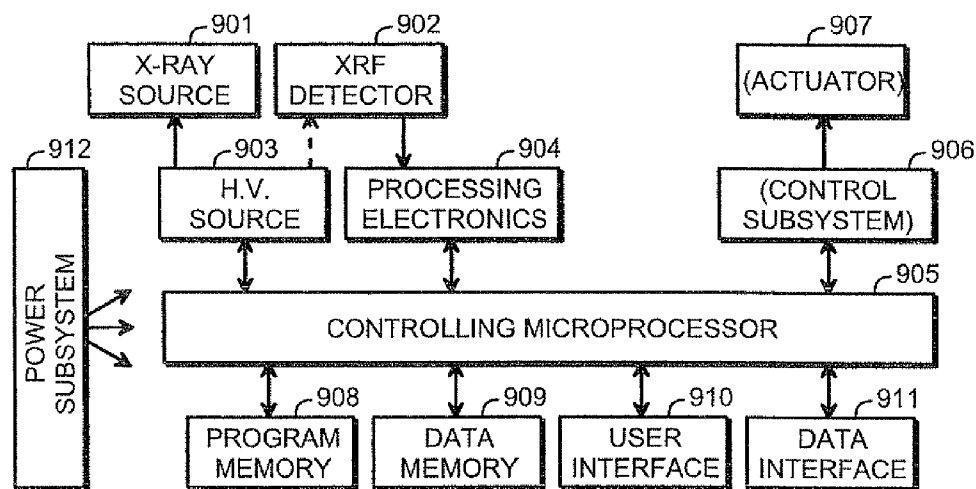 901
902
907
X-RAY
SOURCE
XRF
DETECTOR
(ACTUATOR)
912
903
904
906
H.V.
SOURCE
PROCESSING
ELECTRONICS
(CONTROL
SUBSYSTEM)
905
POWER
SUBSYSTEM
CONTROLLING MICROPROCESSOR
908
909
910
911
PROGRAM
MEMORY
DATA
MEMORY
USER
INTERFACE
DATA
INTERFACE